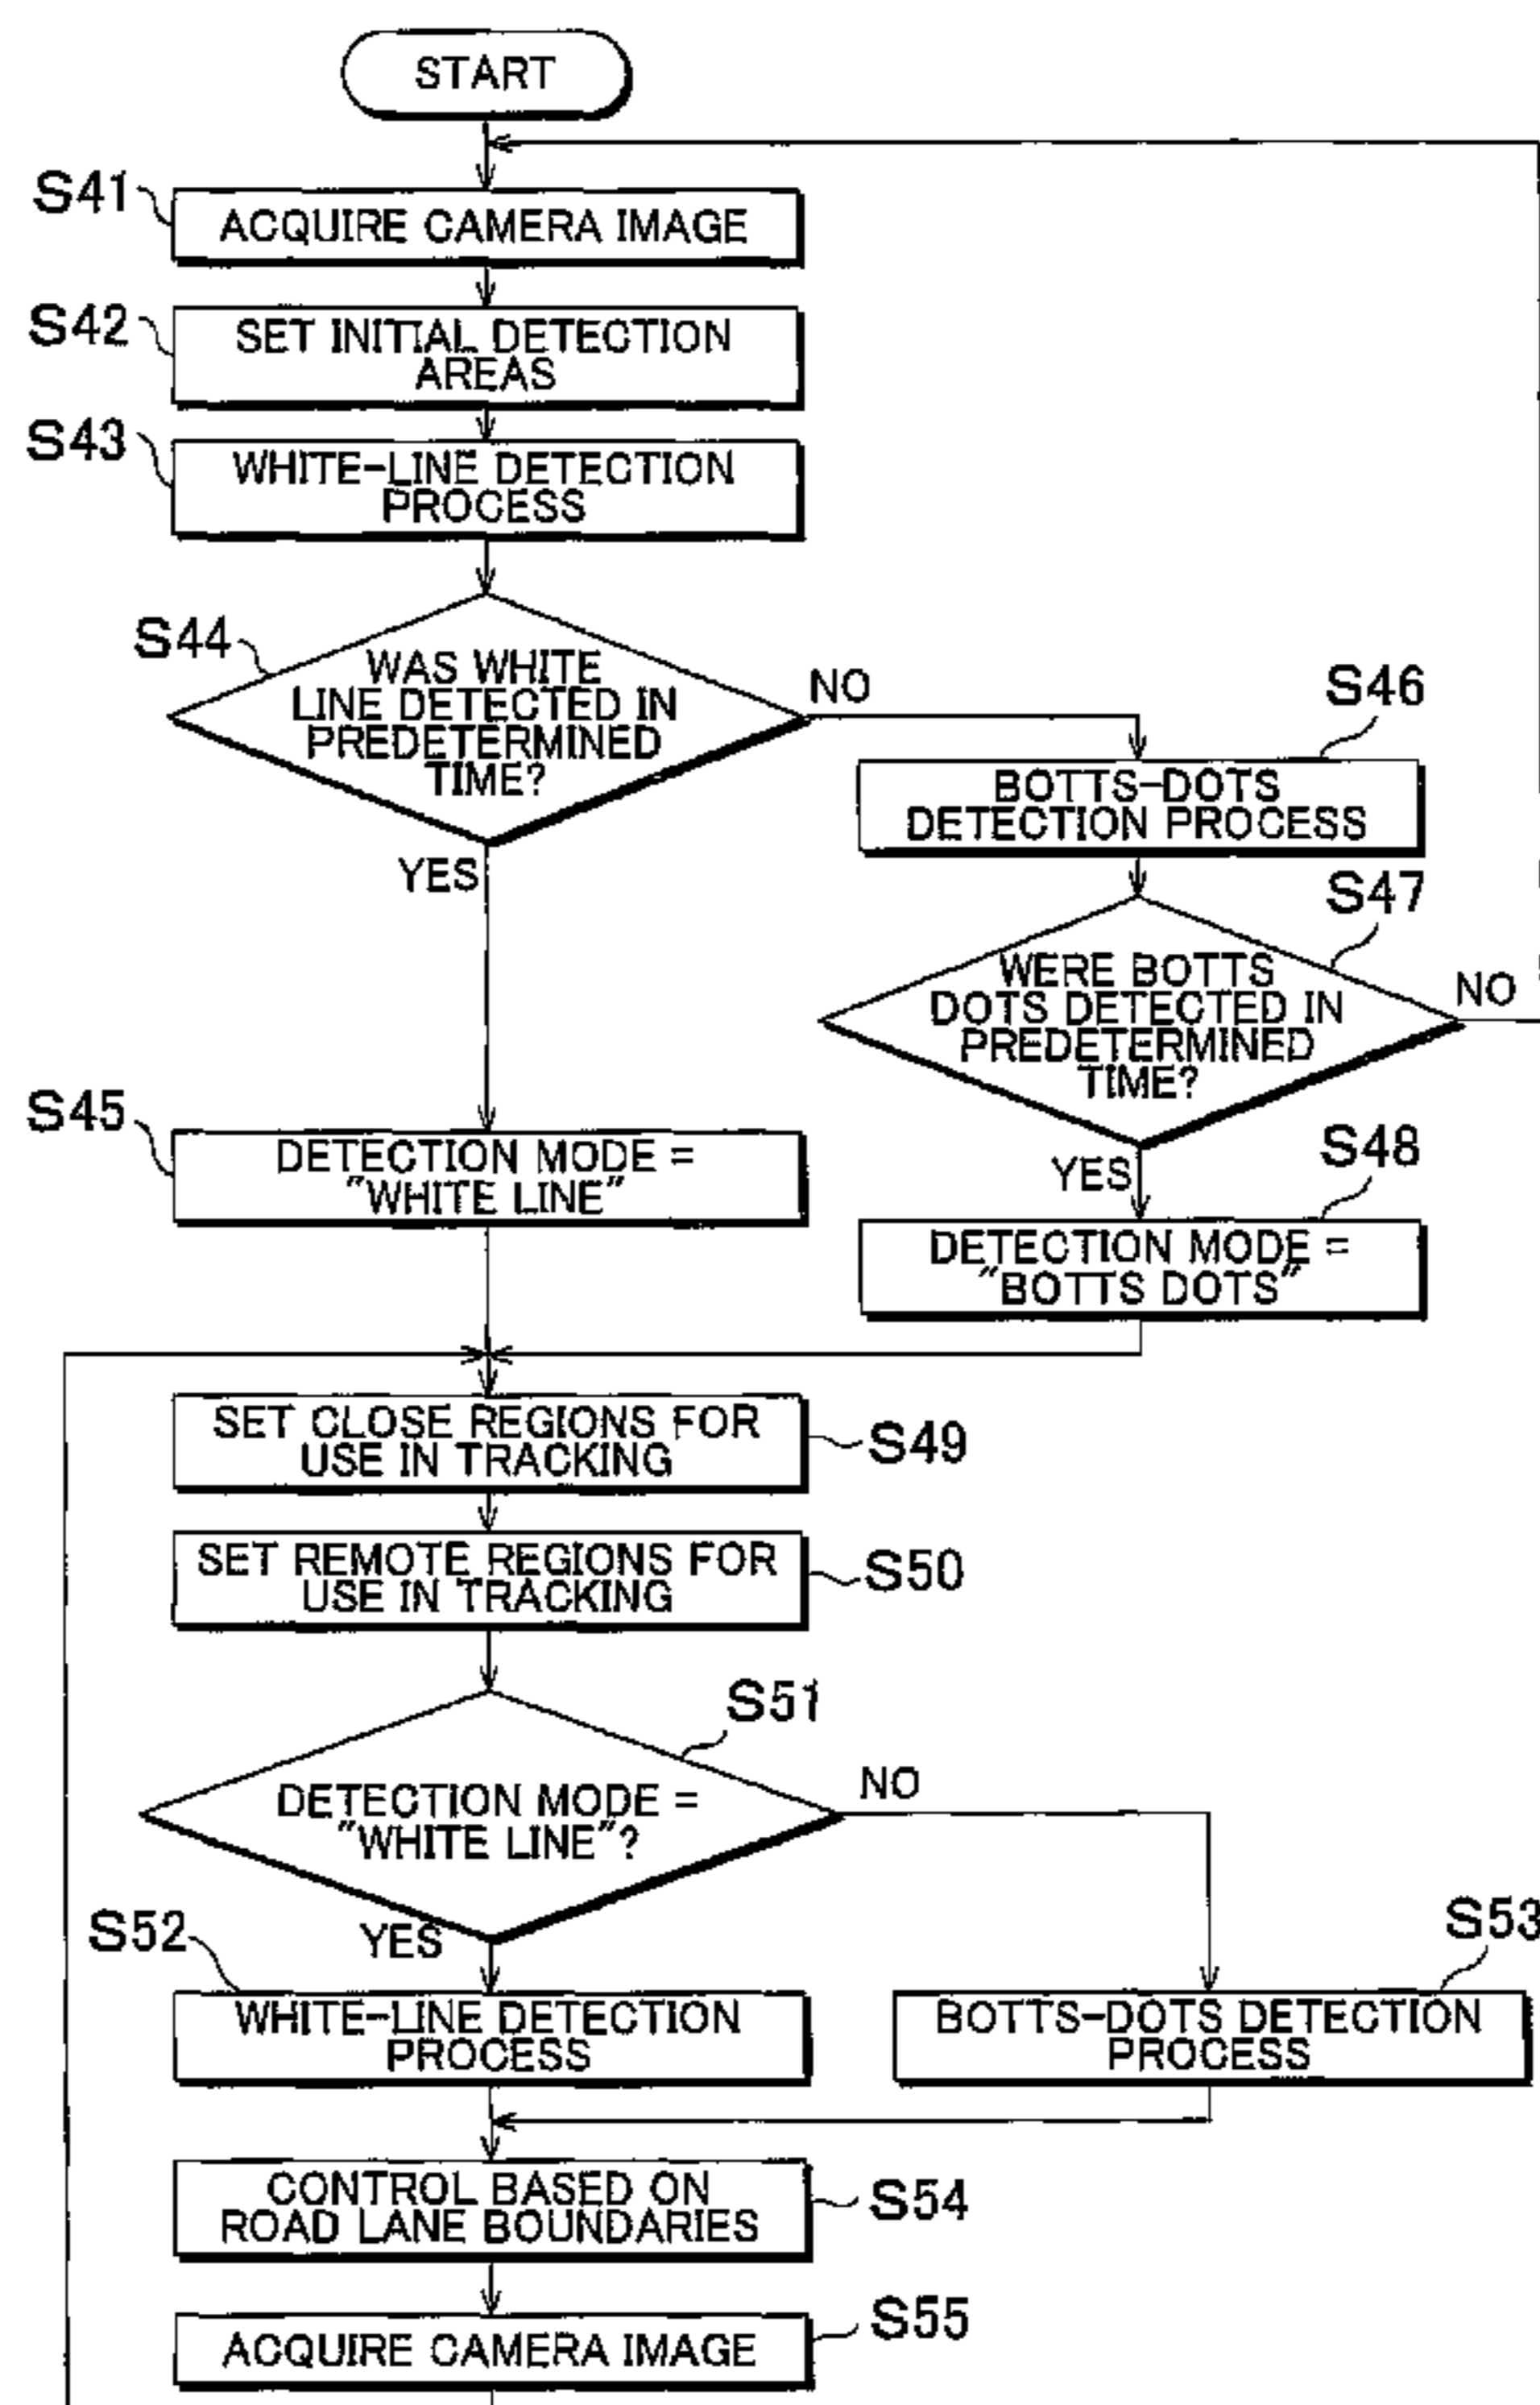 START
S41
ACQUIRE CAMERA IMAGE
S42
SET INITIAL DETECTION
AREAS
S43
WHITE-LINE DETECTION
PROCESS
S44
WAS WHITE
LINE DETECTED IN
PREDETERMINED
TIME?
NO
YES
S46
BOTTS-DOTS
DETECTION PROCESS
S47
WERE BOTTS
DOTS DETECTED IN
PREDETERMINED
TIME?
NO
YES
S45
DETECTION MODE =
"WHITE LINE"
S48
DETECTION MODE =
"BOTTS DOTS"
SET CLOSE REGIONS FOR
USE IN TRACKING
S49
SET REMOTE REGIONS FOR
USE IN TRACKING
S50
S51
DETECTION MODE =
"WHITE LINE"?
NO
YES
S52
WHITE-LINE DETECTION
PROCESS
S53
BOTTS-DOTS DETECTION
PROCESS
CONTROL BASED ON
ROAD LANE BOUNDARIES
S54
ACQUIRE CAMERA IMAGE
S55